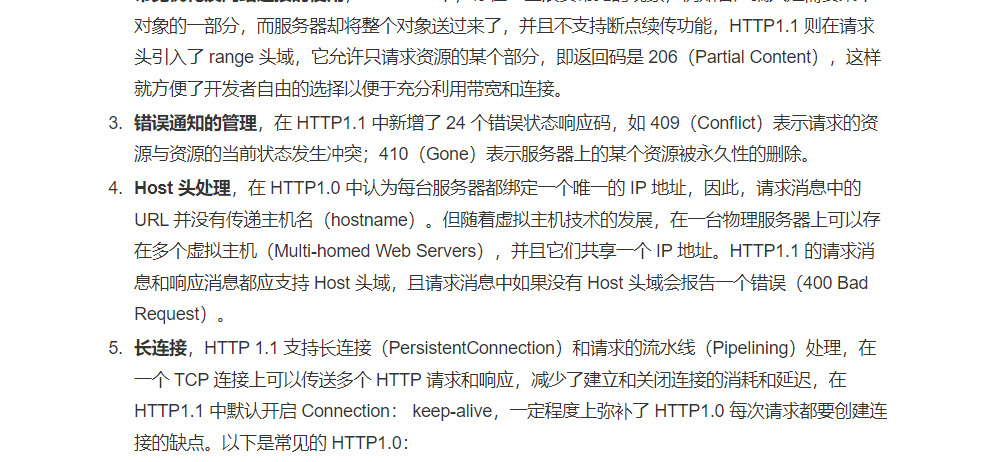 对象的一部分，而服务器却将整个对象送过来了，并且不支持断点续传功能，HTTP1.1 则在请求
头引入了 range 头域，它允许只请求资源的某个部分，即返回码是 206（Partial Content），这样
就方便了开发者自由的选择以便于充分利用带宽和连接。
3. 错误通知的管理，在 HTTP1.1 中新增了 24 个错误状态响应码，如 409（Conflict）表示请求的资
源与资源的当前状态发生冲突；410（Gone）表示服务器上的某个资源被永久性的删除。
4. Host 头处理，在 HTTP1.0 中认为每台服务器都绑定一个唯一的 IP 地址，因此，请求消息中的
URL 并没有传递主机名（hostname）。但随着虚拟主机技术的发展，在一台物理服务器上可以存
在多个虚拟主机（Multi-homed Web Servers），并且它们共享一个 IP 地址。HTTP1.1 的请求消
息和响应消息都应支持 Host 头域，且请求消息中如果没有 Host 头域会报告一个错误（400 Bad
Request）。
5. 长连接，HTTP 1.1 支持长连接（PersistentConnection）和请求的流水线（Pipelining）处理，在
一个 TCP 连接上可以传送多个 HTTP 请求和响应，减少了建立和关闭连接的消耗和延迟，在
HTTP1.1 中默认开启 Connection： keep-alive，一定程度上弥补了 HTTP1.0 每次请求都要创建连
接的缺点。以下是常见的 HTTP1.0：